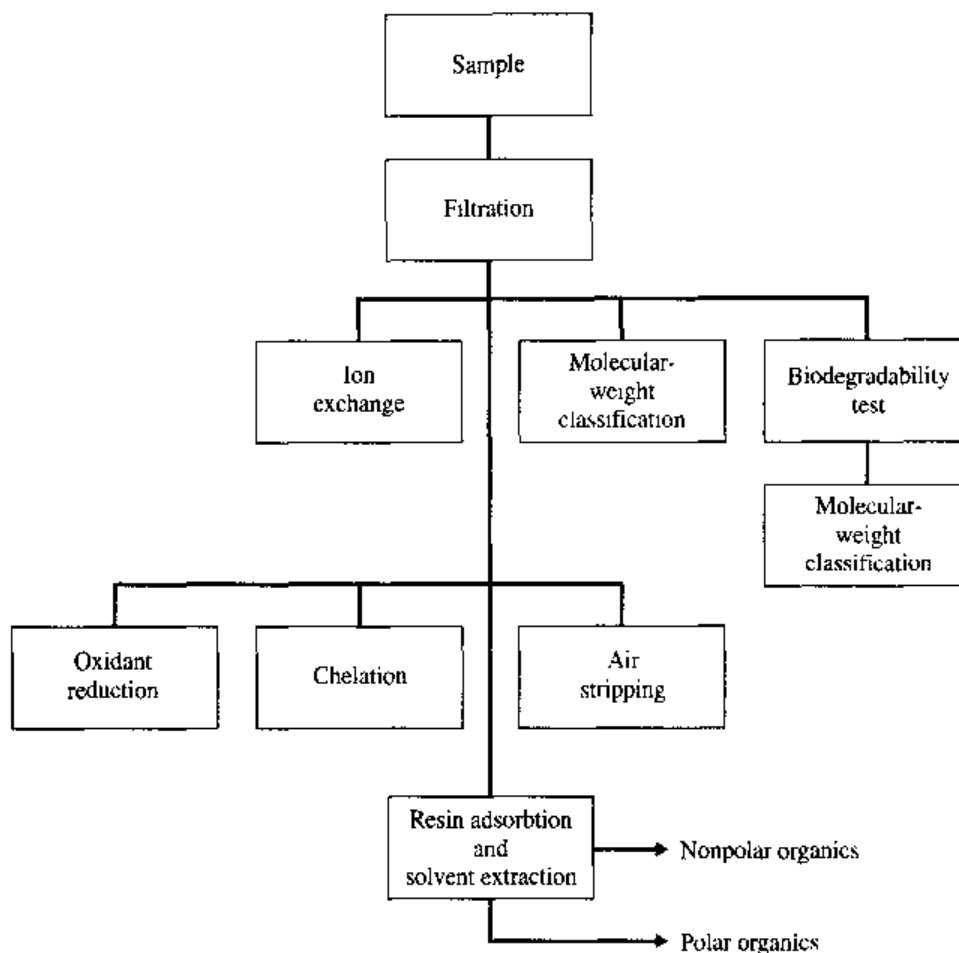 Sample
Filtration
Ion
exchange
Molecular-
weight
classification
Biodegradability
test
Molecular-
weight
classification
Oxidant
reduction
Chelation
Air
stripping
Resin adsorbtion
and
solvent extraction
Nonpolar organics
Polar organics